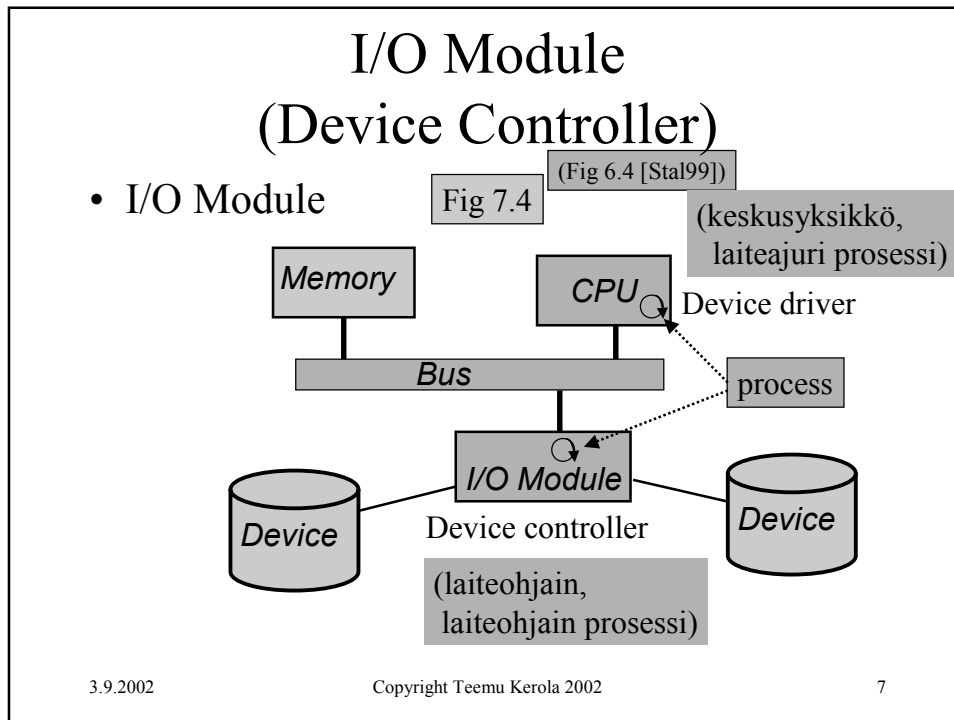 I/O Module
(Device Controller)
(Fig 6.4 [Stal99])
• I/O Module
Fig 7.4
(keskusyksikkö,
laiteajuri prosessi)
Memory
CPU
Device driver
Bus
process
I/O Module
Device
Device controller
Device
(laiteohjain,
laiteohjain prosessi)
3.9.2002
Copyright Teemu Kerola 2002
7